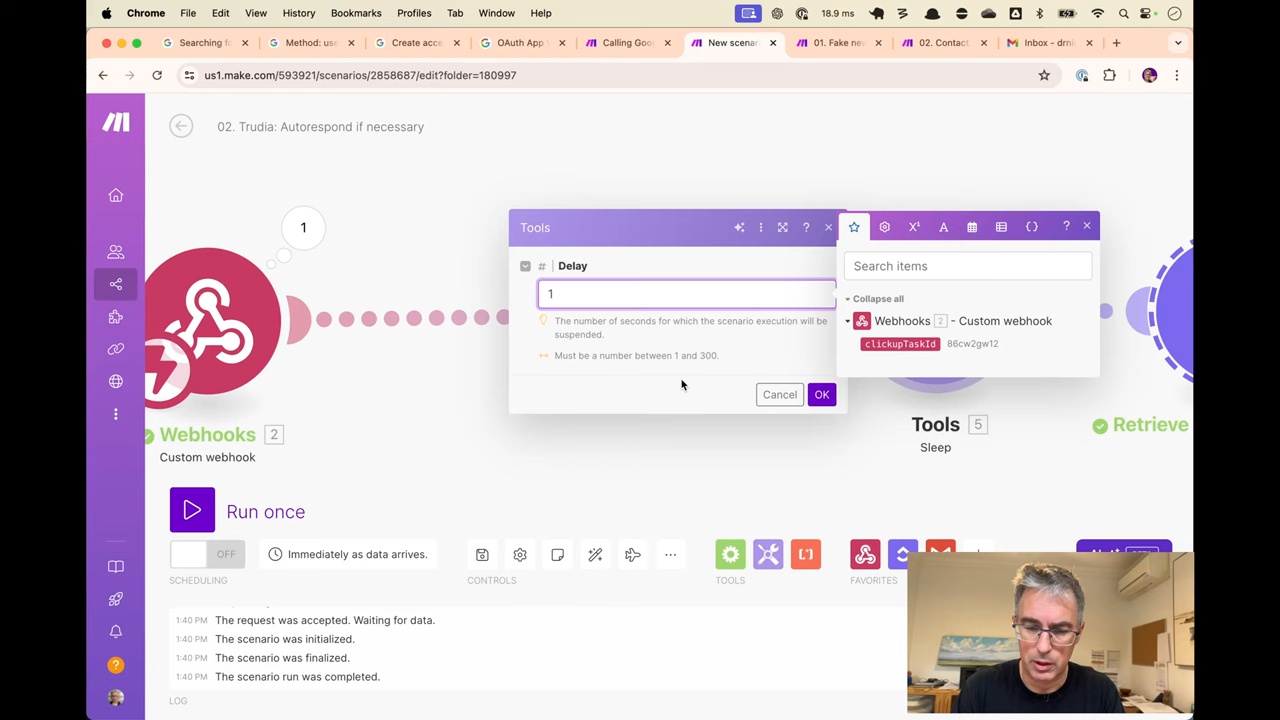 Chrome File Edit View History Bookmarks Profiles Tab Window Help 18.9 ms
Searching fo Method: use Create acce OAuth App V Calling Goo New scenar 01. Fake nee 02. Contact Inbox - drni
us1.make.com/593921/scenarios/2858687/edit?folder=180997
02. Trudia: Autorespond if necessary
1
Tools
# Delay
1
The number of seconds for which the scenario execution will be
suspended.
Must be a number between 1 and 300.
Cancel OK
Search items
Collapse all
Webhooks 2 - Custom webhook
clickupTaskId 86cw2gw12
Webhooks 2
Custom webhook
Tools 5
Sleep
Retrieve
Run once
OFF
Immediately as data arrives.
SCHEDULING CONTROLS TOOLS FAVORITES
1:40 PM The request was accepted. Waiting for data.
1:40 PM The scenario was initialized.
1:40 PM The scenario was finalized.
1:40 PM The scenario run was completed.
LOG